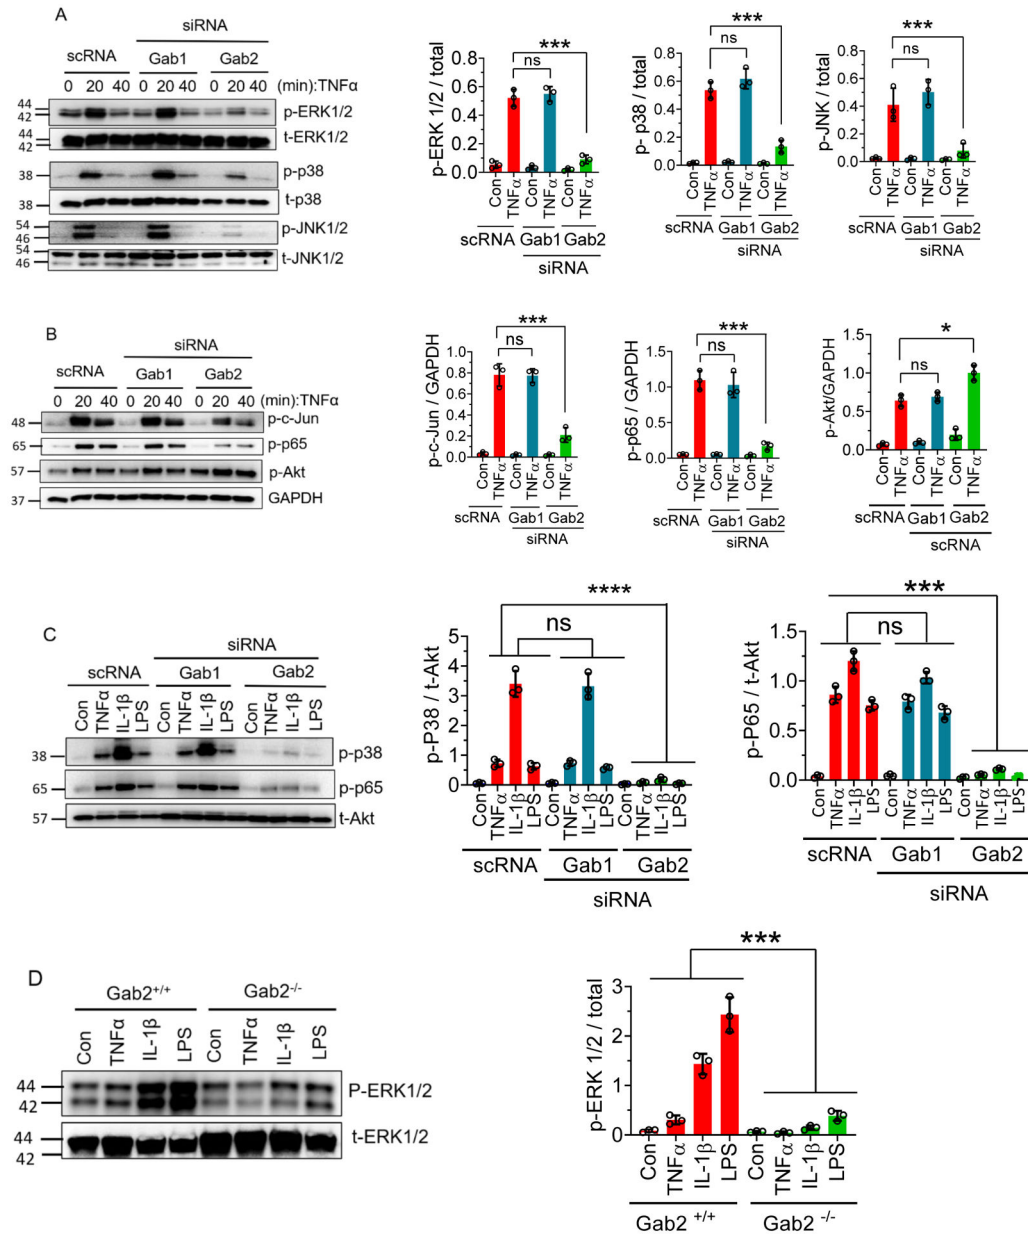 A
siRNA
scRNA Gab1 Gab2
0 20 40 0 20 40 0 20 40 (min):TNFα
44
42
p-ERK1/2
44
42
t-ERK1/2
38
p-p38
38
t-p38
54
46
p-JNK1/2
54
46
t-JNK1/2
p-ERK 1/2 / total
0.8
0.6
0.4
0.2
0.0
***
ns
Con TNFα Con TNFα Con TNFα
scRNA Gab1 Gab2
siRNA
p- p38 / total
0.8
0.6
0.4
0.2
0.0
***
ns
Con TNFα Con TNFα Con TNFα
scRNA Gab1 Gab2
siRNA
p-JNK / total
0.8
0.6
0.4
0.2
0.0
***
ns
Con TNFα Con TNFα Con TNFα
scRNA Gab1 Gab2
siRNA
B
siRNA
scRNA Gab1 Gab2
0 20 40 0 20 40 0 20 40 (min):TNFα
48
p-c-Jun
65
p-p65
57
p-Akt
37
GAPDH
p-c-Jun / GAPDH
1.0
0.8
0.6
0.4
0.2
0.0
***
ns
Con TNFα Con TNFα Con TNFα
scRNA Gab1 Gab2
siRNA
p-p65 / GAPDH
1.5
1.0
0.5
0.0
***
ns
Con TNFα Con TNFα Con TNFα
scRNA Gab1 Gab2
siRNA
p-Akt/GAPDH
1.5
1.0
0.5
0.0
*
ns
Con TNFα Con TNFα Con TNFα
scRNA Gab1 Gab2
scRNA
C
siRNA
scRNA Gab1 Gab2
Con TNFα IL-1β LPS Con TNFα IL-1β LPS Con TNFα IL-1β LPS
38
p-p38
65
p-p65
57
t-Akt
p-P38 / t-Akt
5
4
3
2
1
0
****
ns
Con TNFα IL-1β LPS Con TNFα IL-1β LPS Con TNFα IL-1β LPS
scRNA Gab1 Gab2
siRNA
p-P65 / t-Akt
1.5
1.0
0.5
0.0
***
ns
Con TNFα IL-1β LPS Con TNFα IL-1β LPS Con TNFα IL-1β LPS
scRNA Gab1 Gab2
siRNA
D
Gab2+/+ Gab2-/-
Con TNFα IL-1β LPS Con TNFα IL-1β LPS
44
42
P-ERK1/2
44
42
t-ERK1/2
p-ERK 1/2 / total
3
2
1
0
***
Con TNFα IL-1β LPS Con TNFα IL-1β LPS
Gab2 +/+ Gab2 -/-